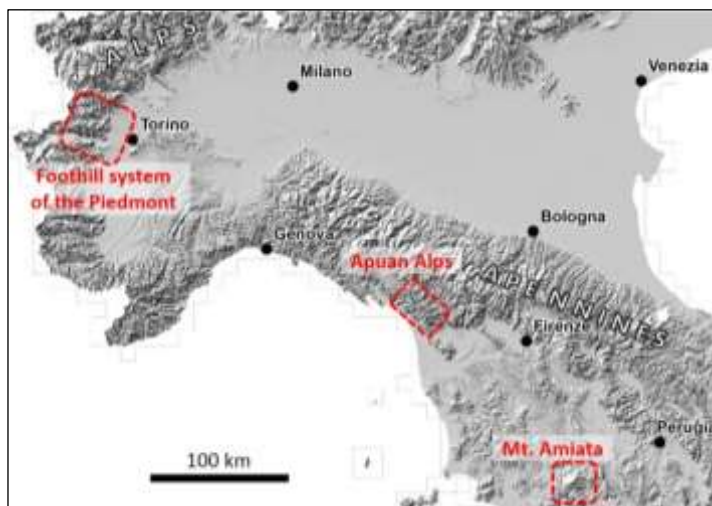 ALPS
Milano
Venezia
Torino
Foothill system
of the Piedmont
Bologna
Genova
Apuan Alps
APENNINES
Firenze
Perugia
Mt. Amiata
100 km